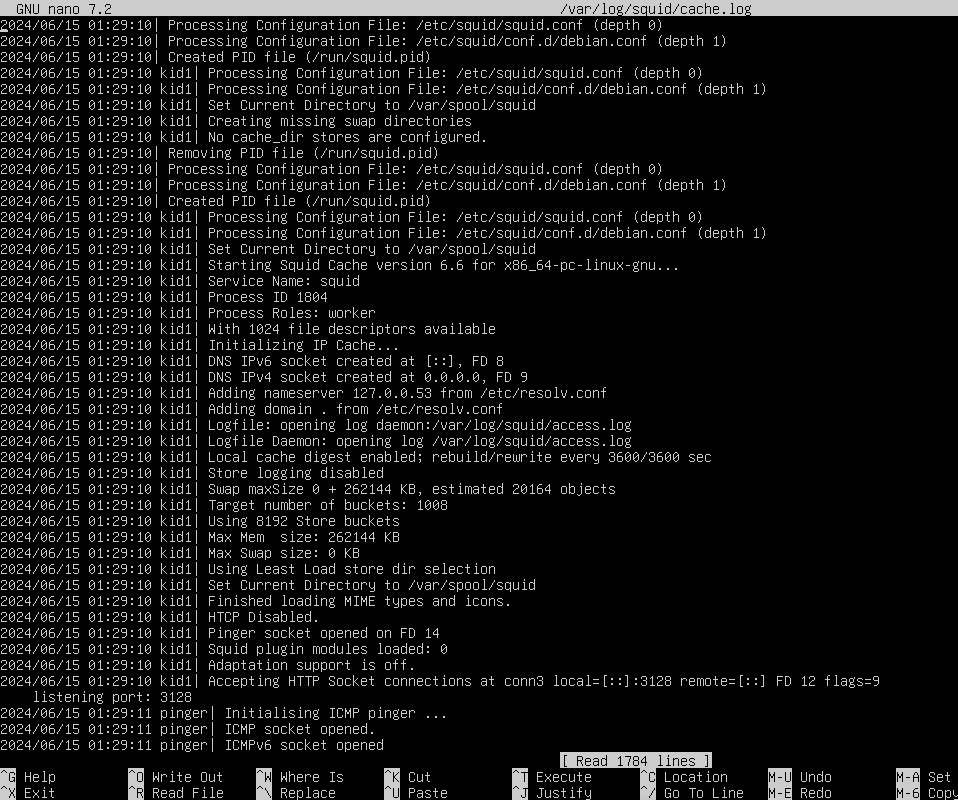 GNU nano 7.2 /var/log/squid/cache.log
2024/06/15 01:29:10| Processing Configuration File: /etc/squid/squid.conf (depth 0)
2024/06/15 01:29:10| Processing Configuration File: /etc/squid/conf.d/debian.conf (depth 1)
2024/06/15 01:29:10| Created PID file (/run/squid.pid)
2024/06/15 01:29:10 kid1| Processing Configuration File: /etc/squid/squid.conf (depth 0)
2024/06/15 01:29:10 kid1| Processing Configuration File: /etc/squid/conf.d/debian.conf (depth 1)
2024/06/15 01:29:10 kid1| Set Current Directory to /var/spool/squid
2024/06/15 01:29:10 kid1| Creating missing swap directories
2024/06/15 01:29:10 kid1| No cache_dir stores are configured.
2024/06/15 01:29:10| Removing PID file (/run/squid.pid)
2024/06/15 01:29:10| Processing Configuration File: /etc/squid/squid.conf (depth 0)
2024/06/15 01:29:10| Processing Configuration File: /etc/squid/conf.d/debian.conf (depth 1)
2024/06/15 01:29:10| Created PID file (/run/squid.pid)
2024/06/15 01:29:10 kid1| Processing Configuration File: /etc/squid/squid.conf (depth 0)
2024/06/15 01:29:10 kid1| Processing Configuration File: /etc/squid/conf.d/debian.conf (depth 1)
2024/06/15 01:29:10 kid1| Set Current Directory to /var/spool/squid
2024/06/15 01:29:10 kid1| Starting Squid Cache version 6.6 for x86_64-pc-linux-gnu...
2024/06/15 01:29:10 kid1| Service Name: squid
2024/06/15 01:29:10 kid1| Process ID 1804
2024/06/15 01:29:10 kid1| Process Roles: worker
2024/06/15 01:29:10 kid1| With 1024 file descriptors available
2024/06/15 01:29:10 kid1| Initializing IP Cache...
2024/06/15 01:29:10 kid1| DNS IPv6 socket created at [::], FD 8
2024/06/15 01:29:10 kid1| DNS IPv4 socket created at 0.0.0.0, FD 9
2024/06/15 01:29:10 kid1| Adding nameserver 127.0.0.53 from /etc/resolv.conf
2024/06/15 01:29:10 kid1| Adding domain . from /etc/resolv.conf
2024/06/15 01:29:10 kid1| Logfile: opening log daemon:/var/log/squid/access.log
2024/06/15 01:29:10 kid1| Logfile Daemon: opening log /var/log/squid/access.log
2024/06/15 01:29:10 kid1| Local cache digest enabled; rebuild/rewrite every 3600/3600 sec
2024/06/15 01:29:10 kid1| Store logging disabled
2024/06/15 01:29:10 kid1| Swap maxSize 0 + 262144 KB, estimated 20164 objects
2024/06/15 01:29:10 kid1| Target number of buckets: 1008
2024/06/15 01:29:10 kid1| Using 8192 Store buckets
2024/06/15 01:29:10 kid1| Max Mem  size: 262144 KB
2024/06/15 01:29:10 kid1| Max Swap size: 0 KB
2024/06/15 01:29:10 kid1| Using Least Load store dir selection
2024/06/15 01:29:10 kid1| Set Current Directory to /var/spool/squid
2024/06/15 01:29:10 kid1| Finished loading MIME types and icons.
2024/06/15 01:29:10 kid1| HTCP Disabled.
2024/06/15 01:29:10 kid1| Pinger socket opened on FD 14
2024/06/15 01:29:10 kid1| Squid plugin modules loaded: 0
2024/06/15 01:29:10 kid1| Adaptation support is off.
2024/06/15 01:29:10 kid1| Accepting HTTP Socket connections at conn3 local=[::]:3128 remote=[::] FD 12 flags=9
listening port: 3128
2024/06/15 01:29:11 pinger| Initialising ICMP pinger ...
2024/06/15 01:29:11 pinger| ICMP socket opened.
2024/06/15 01:29:11 pinger| ICMPv6 socket opened
[ Read 1784 lines ]
^G Help ^O Write Out ^W Where Is ^K Cut ^T Execute ^C Location M-U Undo M-A Set
^X Exit ^R Read File ^\ Replace ^U Paste ^J Justify ^/ Go To Line M-E Redo M-6 Copy